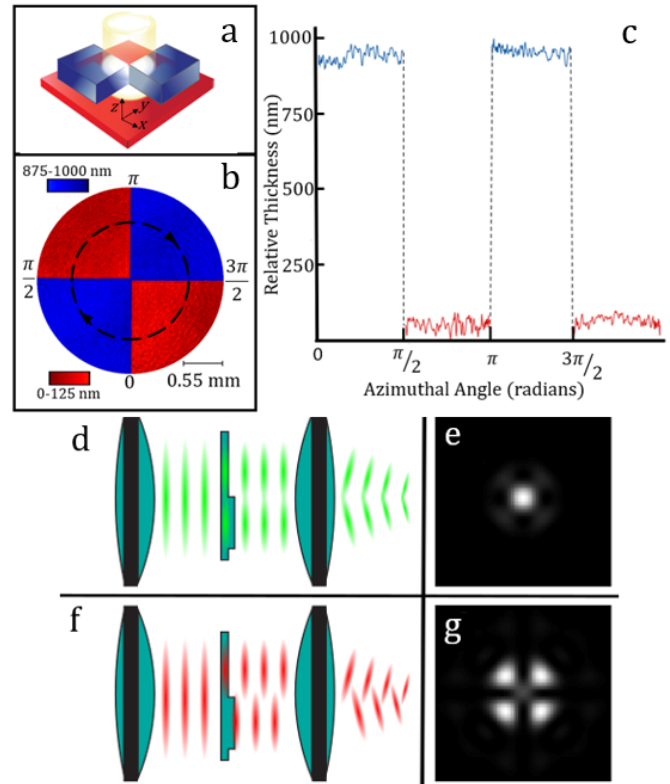 a
z
y
x
875-1000 nm
b
π
π/2
3π/2
0
0.55 mm
0-125 nm
c
1000
750
500
250
Relative Thickness (nm)
0
π/2
π
3π/2
Azimuthal Angle (radians)
d
e
f
g